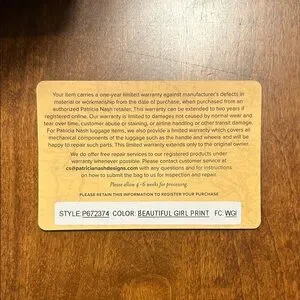 Your item carries a one-year limited warranty against manufacturer's defects in
material or workmanship from the date of purchase, when purchased from an
authorized Patricia Nash retailer. This warranty can be extended to two years if
registered online. Our warranty is limited to damages not caused by normal wear and
tear over time, customer abuse or staining, or airline handling or other transit damage.
For Patricia Nash luggage items, we also provide a limited warranty which covers all
mechanical components of the luggage such as the handle and wheels and will be
happy to repair such parts. This limited warranty extends only to the original owner.
We do offer free repair services to our registered products under
warranty whenever possible. Please contact customer service at
cs@patricianashdesigns.com with any questions and for instructions
on how to submit the bag to us for inspection and repair.
Please allow 4-6 weeks for processing.
PLEASE RETAIN THIS INFORMATION TO REGISTER YOUR PURCHASE
STYLE: P672374 COLOR: BEAUTIFUL GIRL PRINT FC: WGI